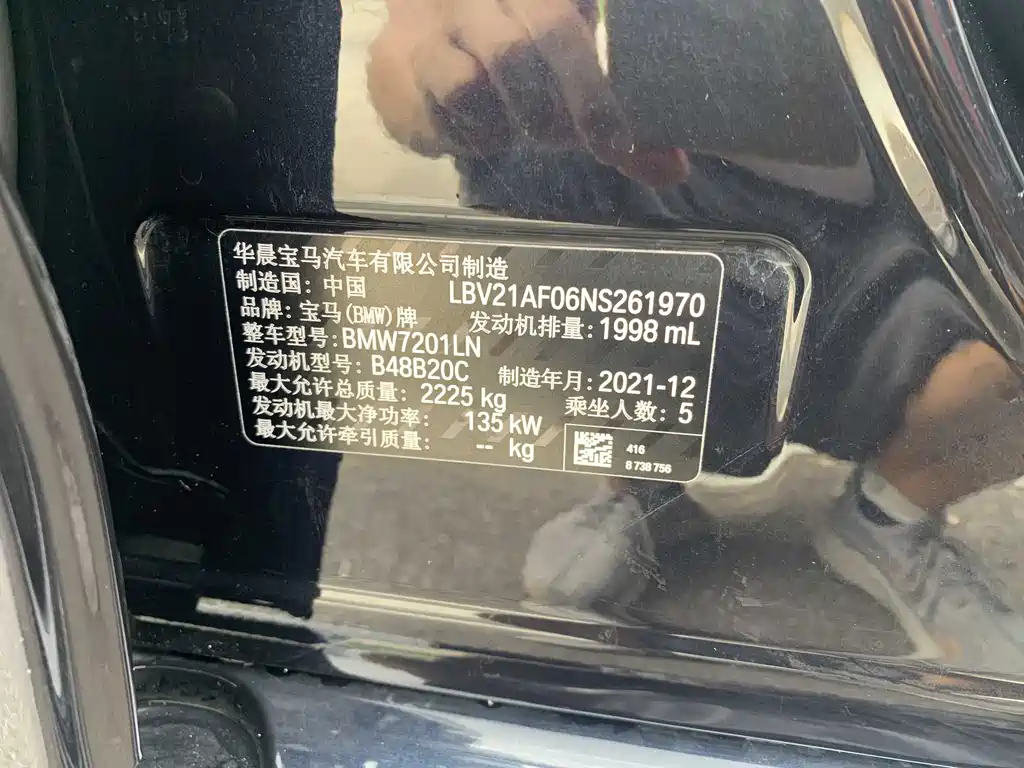 华晨宝马汽车有限公司制造
制造国: 中国 LBV21AF06NS261970
品牌: 宝马(BMW)牌 发动机排量: 1998 mL
整车型号: BMW7201LN
发动机型号: B48B20C 制造年月: 2021-12
最大允许总质量: 2225 kg 乘坐人数: 5
发动机最大净功率: 135 kW
最大允许牵引质量: -- kg
416
8 738 756